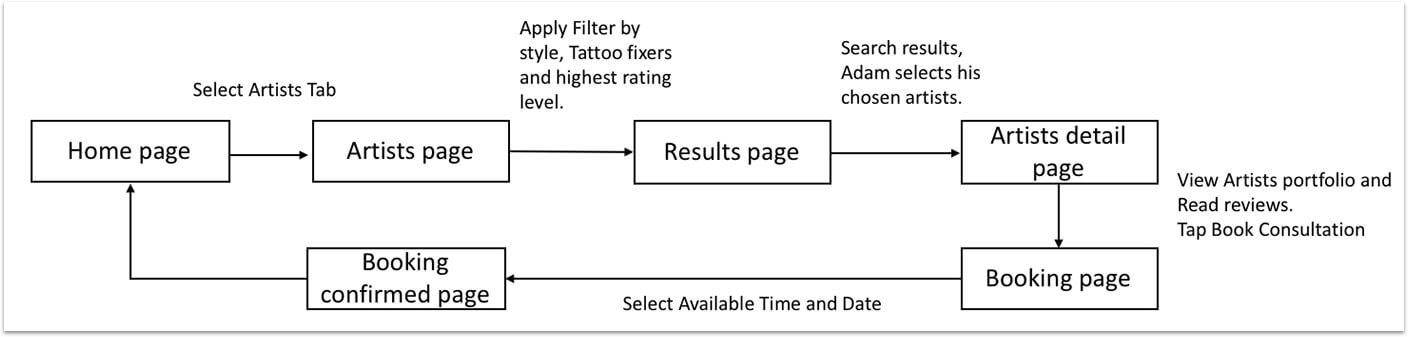 Apply Filter by
style, Tattoo fixers
and highest rating
level.
Search results,
Adam selects his
chosen artists.
Select Artists Tab
Home page
Artists page
Results page
Artists detail
page
View Artists portfolio and
Read reviews.
Tap Book Consultation
Booking
confirmed page
Booking page
Select Available Time and Date